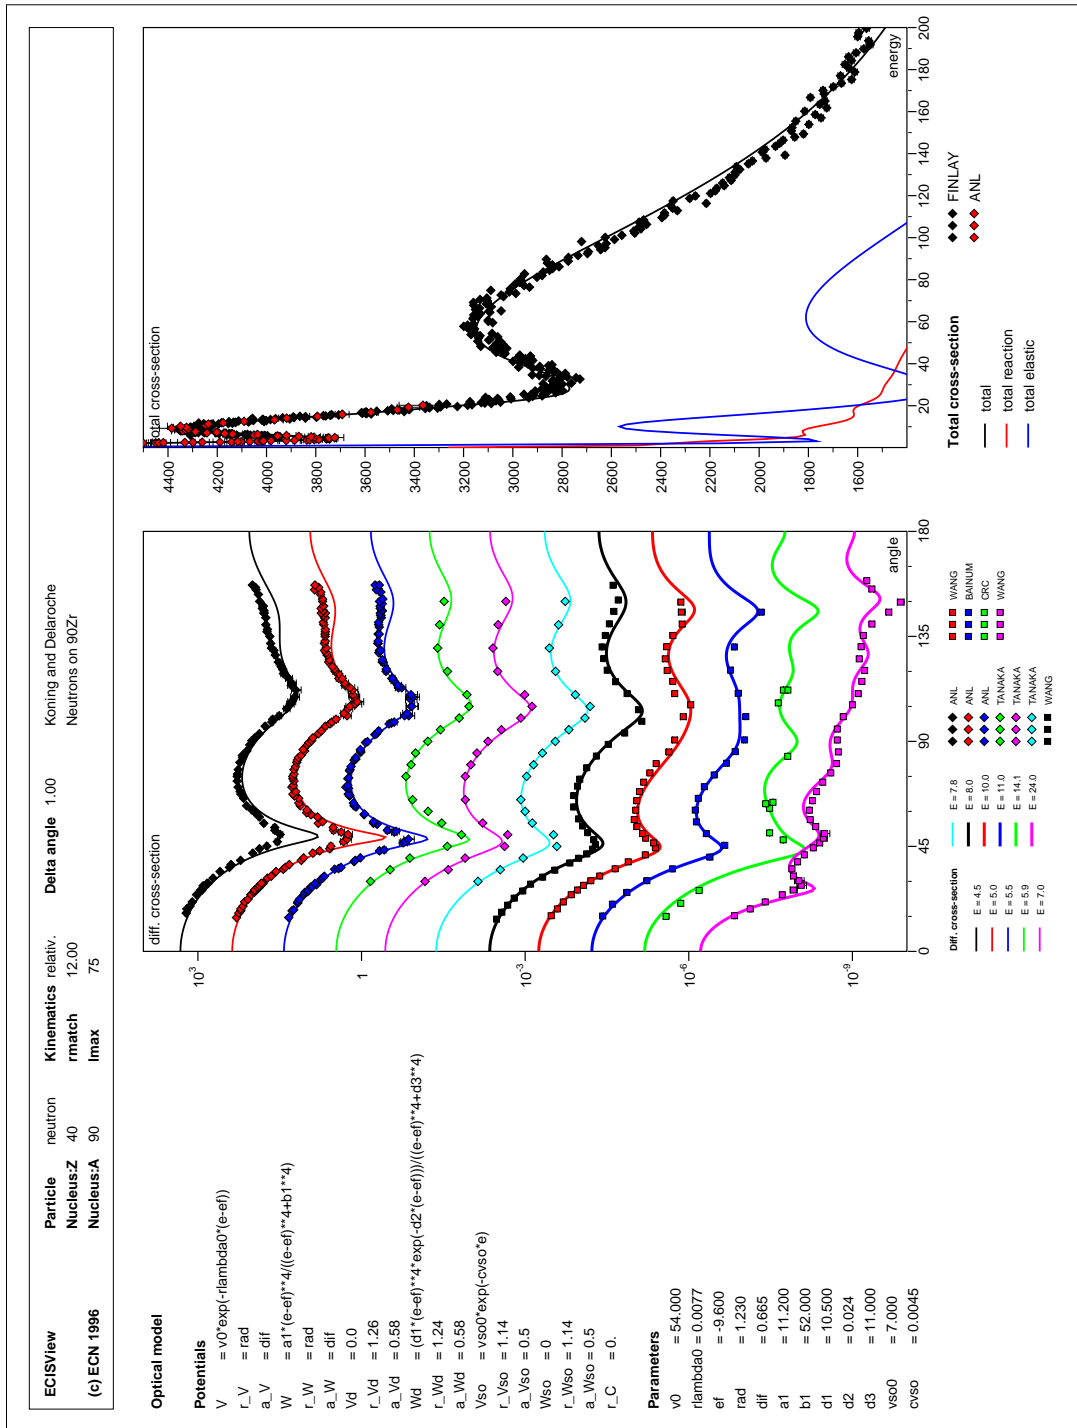 ECISView Particle neutron Kinematics relativ. Delta angle 1.00 Koning and Delaroche
Nucleus:Z 40 rmatch 12.00 Neutrons on 90Zr
(c) ECN 1996 Nucleus:A 90 lmax 75
Optical model
Potentials
V = v0*exp(-rlambda0*(e-ef))
r_V = rad
a_V = dif
W = a1*(e-ef)**4/((e-ef)**4+b1**4)
r_W = rad
a_W = dif
Vd = 0.0
r_Vd = 1.26
a_Vd = 0.58
Wd = (d1*(e-ef)**4*exp(-d2*(e-ef)))/((e-ef)**4+d3**4)
r_Wd = 1.24
a_Wd = 0.58
Vso = vso0*exp(-cvso*e)
r_Vso = 1.14
a_Vso = 0.5
Wso = 0
r_Wso = 1.14
a_Wso = 0.5
r_C = 0.
Parameters
v0 = 54.000
rlambda0 = 0.0077
ef = -9.600
rad = 1.230
dif = 0.665
a1 = 11.200
b1 = 52.000
d1 = 10.500
d2 = 0.024
d3 = 11.000
vso0 = 7.000
cvso = 0.0045
diff. cross-section
10³
1
10⁻³
10⁻⁶
10⁻⁹
0 45 90 135 180
angle
Diff. cross-section
E = 4.5
E = 5.0
E = 5.5
E = 5.9
E = 7.0
E = 7.8
E = 8.0
E = 10.0
E = 11.0
E = 14.1
E = 24.0
ANL
ANL
ANL
TANAKA
TANAKA
TANAKA
WANG
WANG
BAINUM
CRC
WANG
total cross-section
4400
4200
4000
3800
3600
3400
3200
3000
2800
2600
2400
2200
2000
1800
1600
20 40 60 80 100 120 140 160 180 200
energy
Total cross-section
total
total reaction
total elastic
FINLAY
ANL